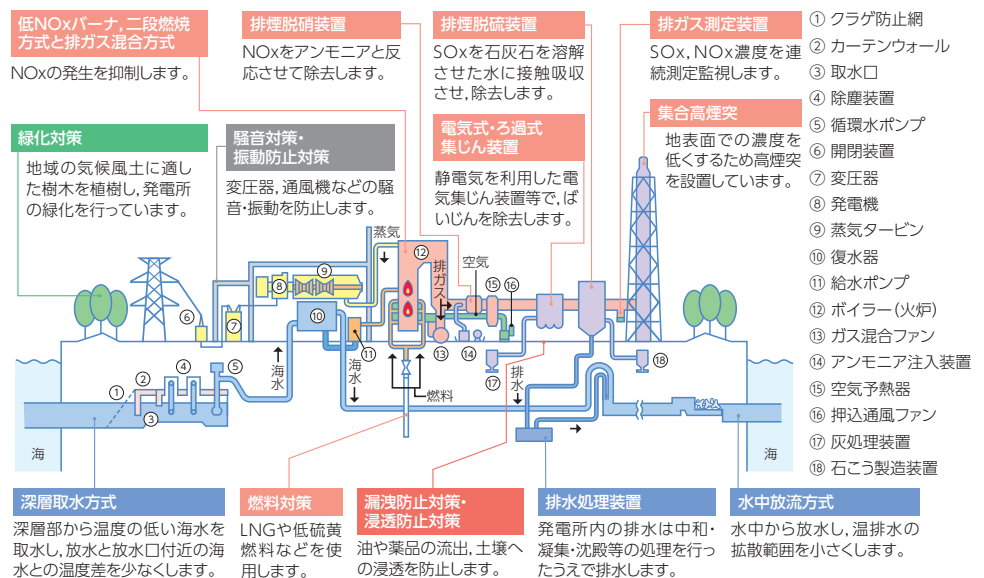 低NOxバーナ，二段燃焼
方式と排ガス混合方式
NOxの発生を抑制します。
排煙脱硝装置
NOxをアンモニアと反
応させて除去します。
排煙脱硫装置
SOxを石灰石を溶解
させた水に接触吸収
させ，除去します。
排ガス測定装置
SOx，NOx濃度を連
続測定監視します。
緑化対策
地域の気候風土に適し
た樹木を植樹し，発電所
の緑化を行っています。
騒音対策・
振動防止対策
変圧器，通風機などの騒
音・振動を防止します。
電気式・ろ過式
集じん装置
静電気を利用した電
気集じん装置等で，ば
いじんを除去します。
集合高煙突
地表面での濃度を
低くするため高煙突
を設置しています。
① クラゲ防止網
② カーテンウォール
③ 取水口
④ 除塵装置
⑤ 循環水ポンプ
⑥ 開閉装置
⑦ 変圧器
⑧ 発電機
⑨ 蒸気タービン
⑩ 復水器
⑪ 給水ポンプ
⑫ ボイラー（火炉）
⑬ ガス混合ファン
⑭ アンモニア注入装置
⑮ 空気予熱器
⑯ 押込通風ファン
⑰ 灰処理装置
⑱ 石こう製造装置
蒸気
排ガス
空気
⑫
⑮
⑯
⑨
⑧
⑩
⑥
⑦
⑪
⑬
⑭
⑰
⑱
海水
海水
燃料
排水
①
②
③
④
⑤
海
海
深層取水方式
深層部から温度の低い海水を
取水し，放水と放水口付近の海
水との温度差を少なくします。
燃料対策
LNGや低硫黄
燃料などを使
用します。
漏洩防止対策・
浸透防止対策
油や薬品の流出，土壌へ
の浸透を防止します。
排水処理装置
発電所内の排水は中和・
凝集・沈殿等の処理を行っ
たうえで排水します。
水中放流方式
水中から放水し，温排水の
拡散範囲を小さくします。